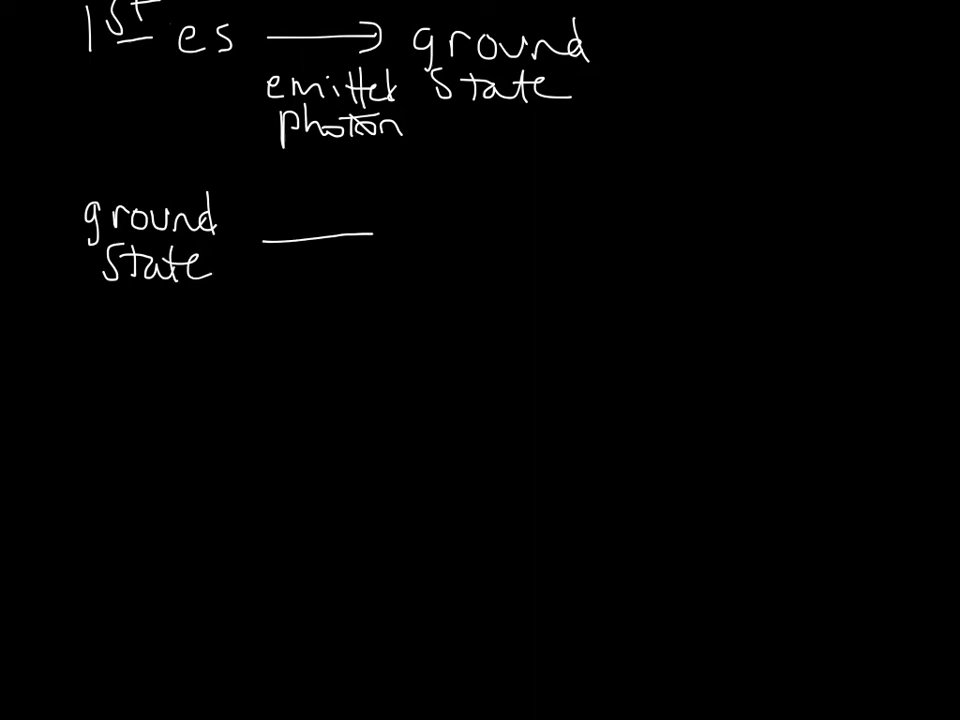 1st es → ground
emitted state
photon
ground
state